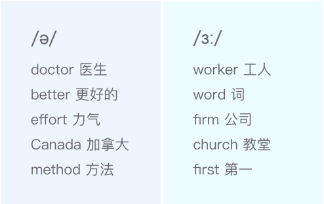 /ə/
doctor 医生
better 更好的
effort 力气
Canada 加拿大
method 方法
/ɜː/
worker 工人
word 词
firm 公司
church 教堂
first 第一